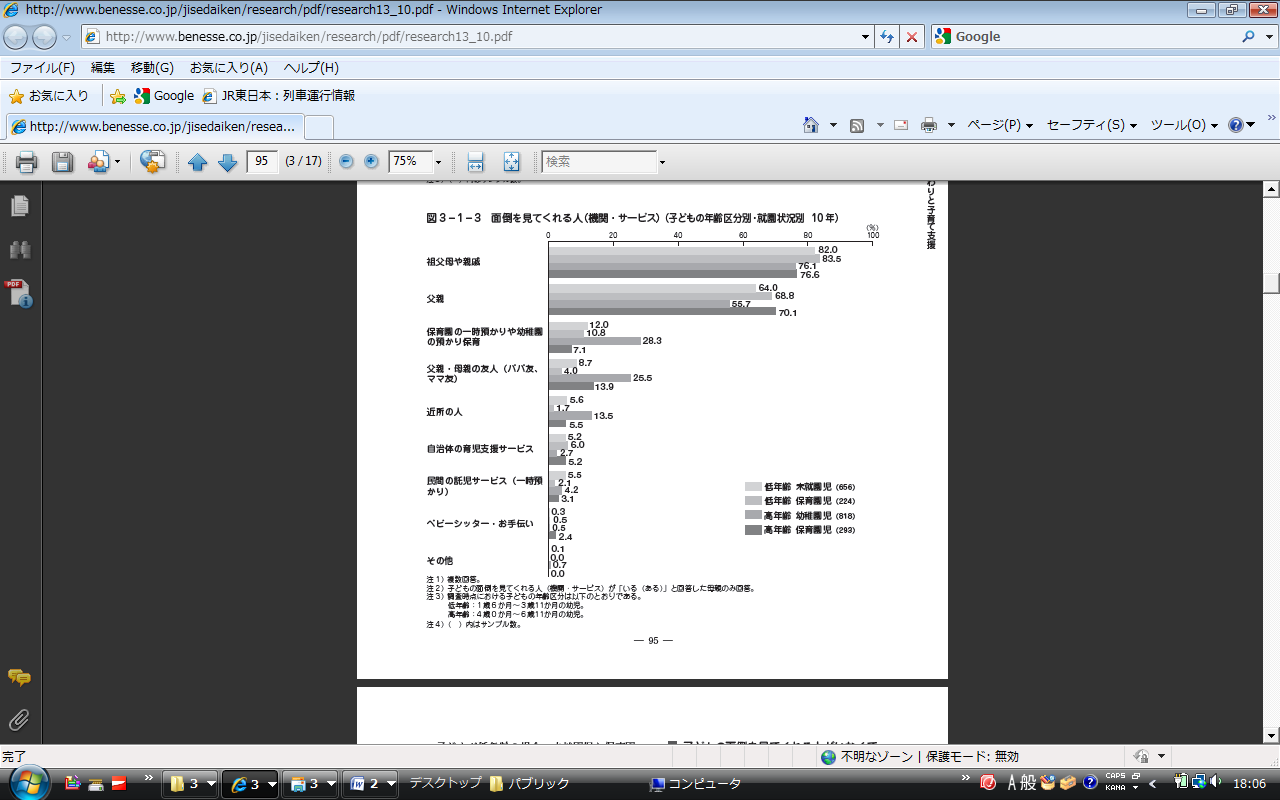 http://www.benesse.co.jp/jisedaiken/research/pdf/research13_10.pdf - Windows Internet Explorer
http://www.benesse.co.jp/jisedaiken/research/pdf/research13_10.pdf
Google
ファイル(F) 編集 移動(G) お気に入り(A) ヘルプ(H)
お気に入り Google JR東日本：列車運行情報
http://www.benesse.co.jp/jisedaiken/resea...
ページ(P) セーフティ(S) ツール(O)
95 (3 / 17) 75% 検索
わりと子育て支援
図３−１−３ 面倒を見てくれる人（機関・サービス）（子どもの年齢区分別・就園状況別 10年）
(%)
0 20 40 60 80 100
祖父母や親戚
82.0
83.5
76.1
76.6
父親
64.0
68.8
55.7
70.1
保育園の一時預かりや幼稚園
の預かり保育
12.0
10.8
28.3
7.1
父親・母親の友人（パパ友、
ママ友）
8.7
4.0
25.5
13.9
近所の人
5.6
1.7
13.5
5.5
自治体の育児支援サービス
5.2
6.0
2.7
5.2
民間の託児サービス（一時預
かり）
5.5
2.1
4.2
3.1
ベビーシッター・お手伝い
0.3
0.5
0.5
2.4
その他
0.1
0.0
0.7
0.0
低年齢 未就園児 (656)
低年齢 保育園児 (224)
高年齢 幼稚園児 (818)
高年齢 保育園児 (293)
注１）複数回答。
注２）子どもの面倒を見てくれる人（機関・サービス）が「いる（ある）」と回答した母親のみ回答。
注３）調査時点における子どもの年齢区分は以下のとおりである。
低年齢：１歳６か月〜３歳11か月の幼児。
高年齢：４歳０か月〜６歳11か月の幼児。
注４）（ ）内はサンプル数。
― 95 ―
完了
不明なゾーン | 保護モード: 無効
3 3 3 2 デスクトップ パブリック コンピュータ
A 般 CAPS KANA 18:06